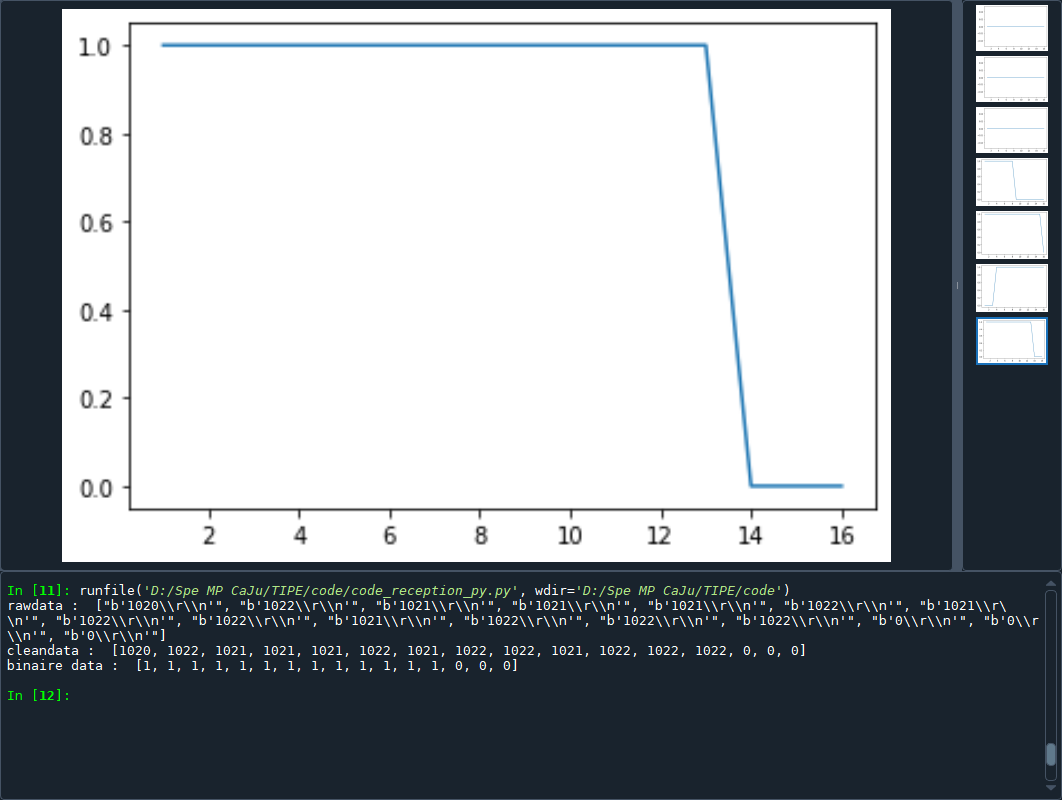 1.0
0.8
0.6
0.4
0.2
0.0
2 4 6 8 10 12 14 16
In [11]: runfile('D:/Spe MP CaJu/TIPE/code/code_reception_py.py', wdir='D:/Spe MP CaJu/TIPE/code')
rawdata :  ["b'1020\\r\\n'", "b'1022\\r\\n'", "b'1021\\r\\n'", "b'1021\\r\\n'", "b'1021\\r\\n'", "b'1022\\r\\n'", "b'1021\\r\
\n'", "b'1022\\r\\n'", "b'1022\\r\\n'", "b'1021\\r\\n'", "b'1022\\r\\n'", "b'1022\\r\\n'", "b'1022\\r\\n'", "b'0\\r\\n'", "b'0\\r
\\n'", "b'0\\r\\n'"]
cleandata :  [1020, 1022, 1021, 1021, 1021, 1022, 1021, 1022, 1022, 1021, 1022, 1022, 1022, 0, 0, 0]
binaire data :  [1, 1, 1, 1, 1, 1, 1, 1, 1, 1, 1, 1, 1, 0, 0, 0]
In [12]: